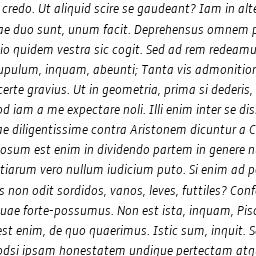 credo. Ut aliquid scire se gaudeant? Iam in alte
ae duo sunt, unum facit. Deprehensus omnem p
io quidem vestra sic cogit. Sed ad rem redeamu
upulum, inquam, abeunti; Tanta vis admonition
certe gravius. Ut in geometria, prima si dederis,
od iam a me expectare noli. Illi enim inter se dis
ae diligentissime contra Aristonem dicuntur a C
osum est enim in dividendo partem in genere n
tiarum vero nullum iudicium puto. Si enim ad p
s non odit sordidos, vanos, leves, futtiles? Conf
uae forte-possumus. Non est ista, inquam, Piso
est enim, de quo quaerimus. Istic sum, inquit. S
odsi ipsam honestatem undique pertectam atq